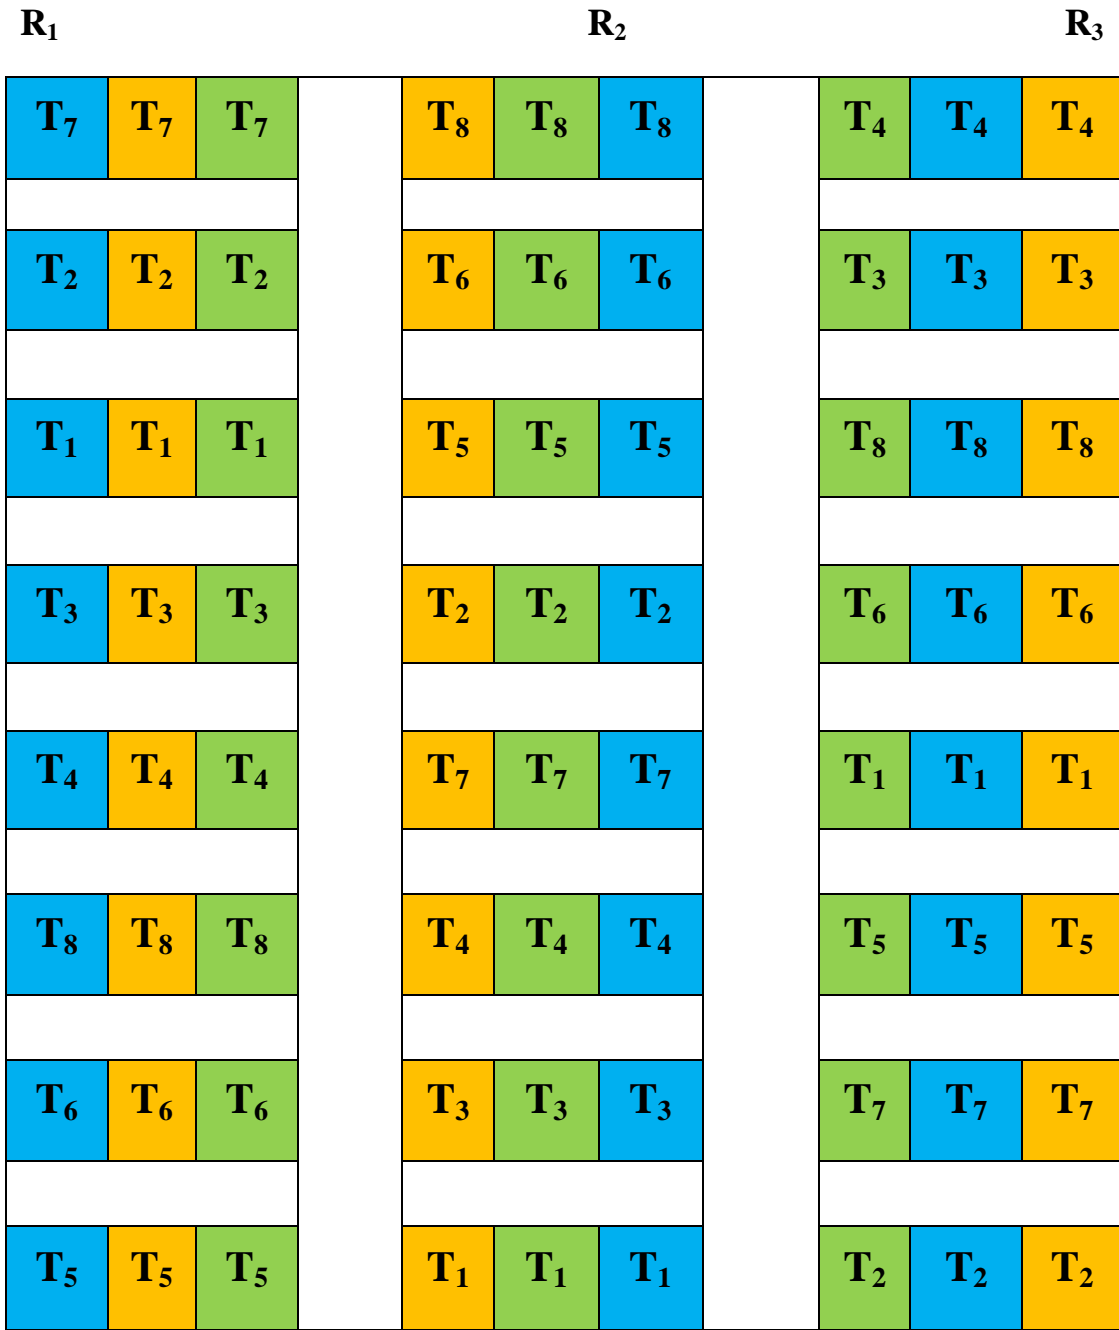 R₁ R₂ R₃
T₇ T₇ T₇ T₈ T₈ T₈ T₄ T₄ T₄
T₂ T₂ T₂ T₆ T₆ T₆ T₃ T₃ T₃
T₁ T₁ T₁ T₅ T₅ T₅ T₈ T₈ T₈
T₃ T₃ T₃ T₂ T₂ T₂ T₆ T₆ T₆
T₄ T₄ T₄ T₇ T₇ T₇ T₁ T₁ T₁
T₈ T₈ T₈ T₄ T₄ T₄ T₅ T₅ T₅
T₆ T₆ T₆ T₃ T₃ T₃ T₇ T₇ T₇
T₅ T₅ T₅ T₁ T₁ T₁ T₂ T₂ T₂